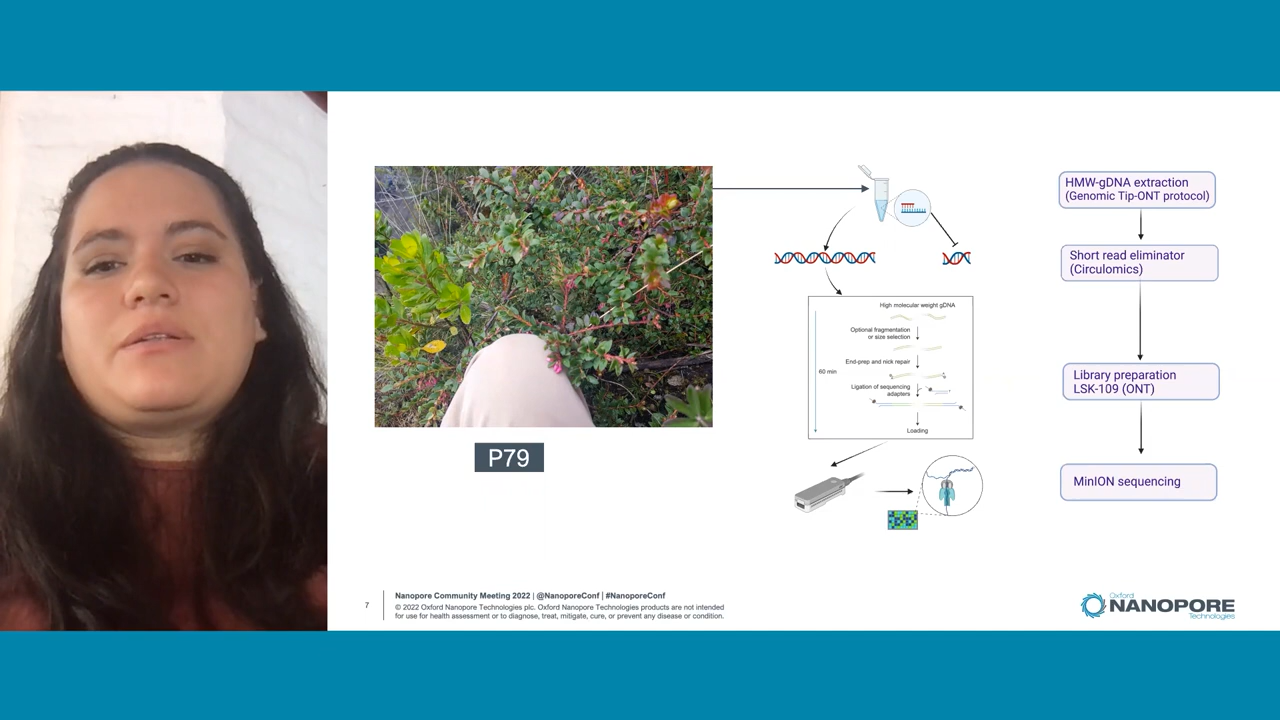 P79
High molecular weight gDNA
Optional fragmentation
or size selection
End-prep and nick repair
60 min
Ligation of sequencing
adapters
Loading
HMW-gDNA extraction
(Genomic Tip-ONT protocol)
Short read eliminator
(Circulomics)
Library preparation
LSK-109 (ONT)
MinION sequencing
7
Nanopore Community Meeting 2022 | @NanoporeConf | #NanoporeConf
© 2022 Oxford Nanopore Technologies plc. Oxford Nanopore Technologies products are not intended
for use for health assessment or to diagnose, treat, mitigate, cure, or prevent any disease or condition.
Oxford
NANOPORE
Technologies